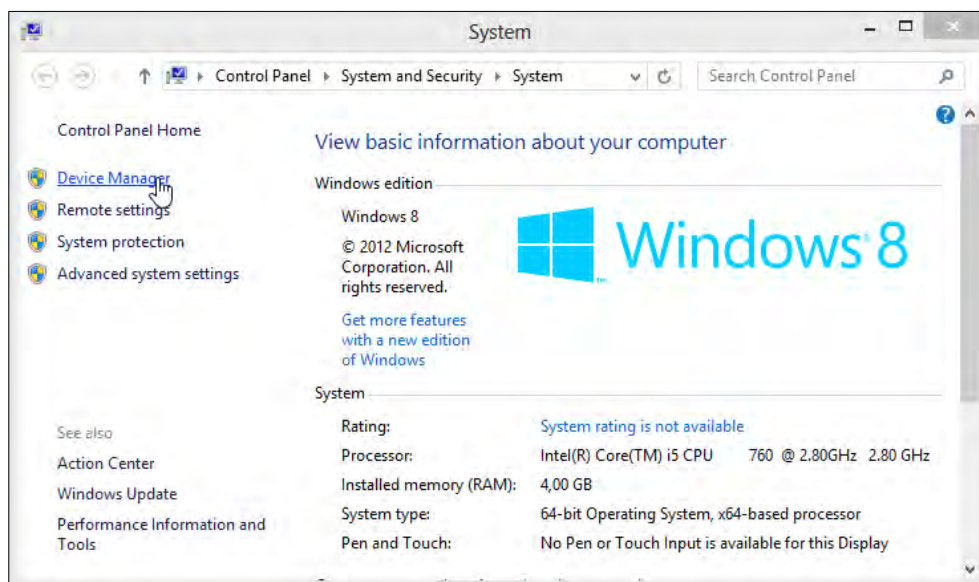 System
Control Panel System and Security System
Search Control Panel
Control Panel Home
Device Manager
Remote settings
System protection
Advanced system settings
See also
Action Center
Windows Update
Performance Information and
Tools
View basic information about your computer
Windows edition
Windows 8
© 2012 Microsoft
Corporation. All
rights reserved.
Get more features
with a new edition
of Windows
Windows 8
System
Rating: System rating is not available
Processor: Intel(R) Core(TM) i5 CPU 760 @ 2.80GHz 2.80 GHz
Installed memory (RAM): 4,00 GB
System type: 64-bit Operating System, x64-based processor
Pen and Touch: No Pen or Touch Input is available for this Display